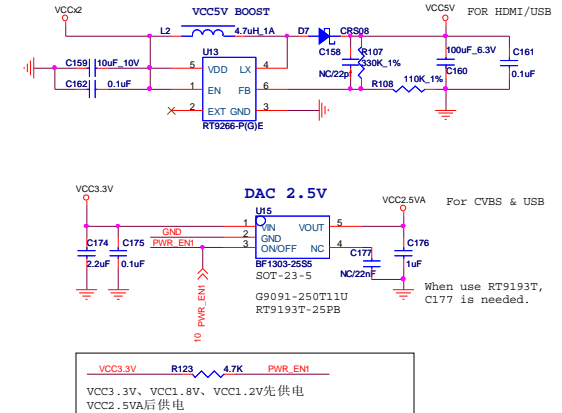 VCCx2
VCC5V BOOST
VCC5V
FOR HDMI/USB
L2
4.7uH_1A
D7
CRS08
U13
C158
R107
330K_1%
NC/22pf
100uF_6.3V
C160
C161
0.1uF
C159
10uF_10V
C162
0.1uF
5
VDD
LX
4
1
EN
FB
6
R108
110K_1%
2
EXT
GND
3
RT9266-P(G)E
VCC3.3V
DAC 2.5V
VCC2.5VA
For CVBS & USB
U15
GND
PWR_EN1
1
VIN
VOUT
5
2
GND
3
ON/OFF
NC
4
C174
2.2uF
C175
0.1uF
C177
NC/22nF
C176
1uF
BF1303-25S5
SOT-23-5
G9091-250T11U
RT9193T-25PB
When use RT9193T,
C177 is needed.
10 PWR_EN1
VCC3.3V
R123
4.7K
PWR_EN1
VCC3.3V、VCC1.8V、VCC1.2V先供电
VCC2.5VA后供电